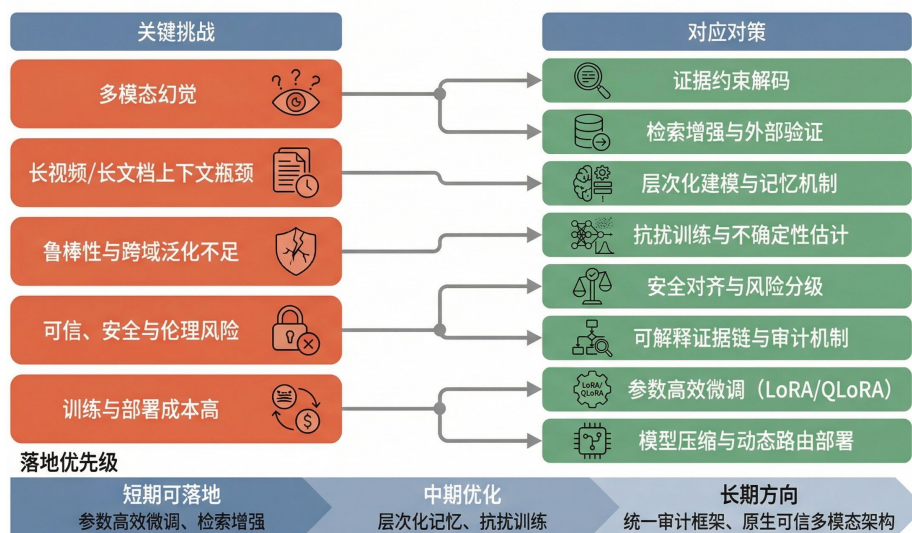 关键挑战
对应对策
多模态幻觉
? ? ?
证据约束解码
检索增强与外部验证
长视频/长文档上下文瓶颈
层次化建模与记忆机制
鲁棒性与跨域泛化不足
抗扰训练与不确定性估计
可信、安全与伦理风险
安全对齐与风险分级
可解释证据链与审计机制
训练与部署成本高
$
LoRA/
QLoRA
参数高效微调（LoRA/QLoRA）
模型压缩与动态路由部署
落地优先级
短期可落地
参数高效微调、检索增强
中期优化
层次化记忆、抗扰训练
长期方向
统一审计框架、原生可信多模态架构